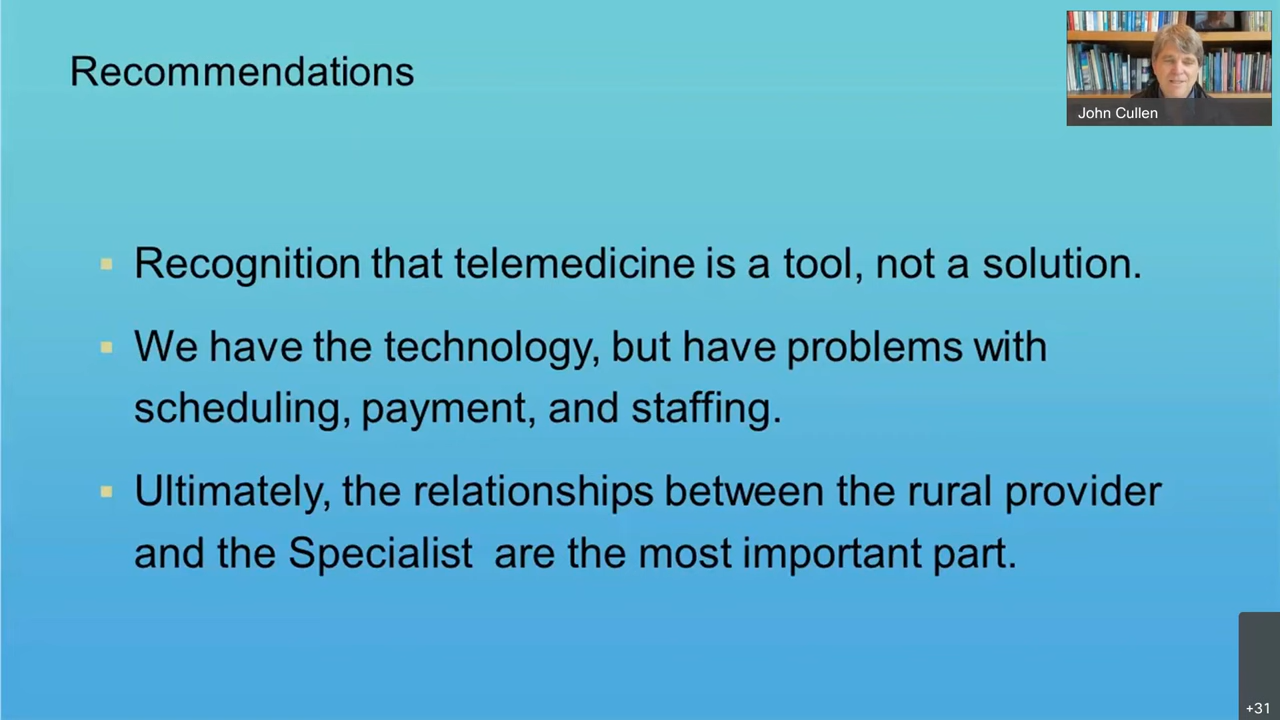 Recommendations
John Cullen
Recognition that telemedicine is a tool, not a solution.
We have the technology, but have problems with
scheduling, payment, and staffing.
Ultimately, the relationships between the rural provider
and the Specialist  are the most important part.
+31